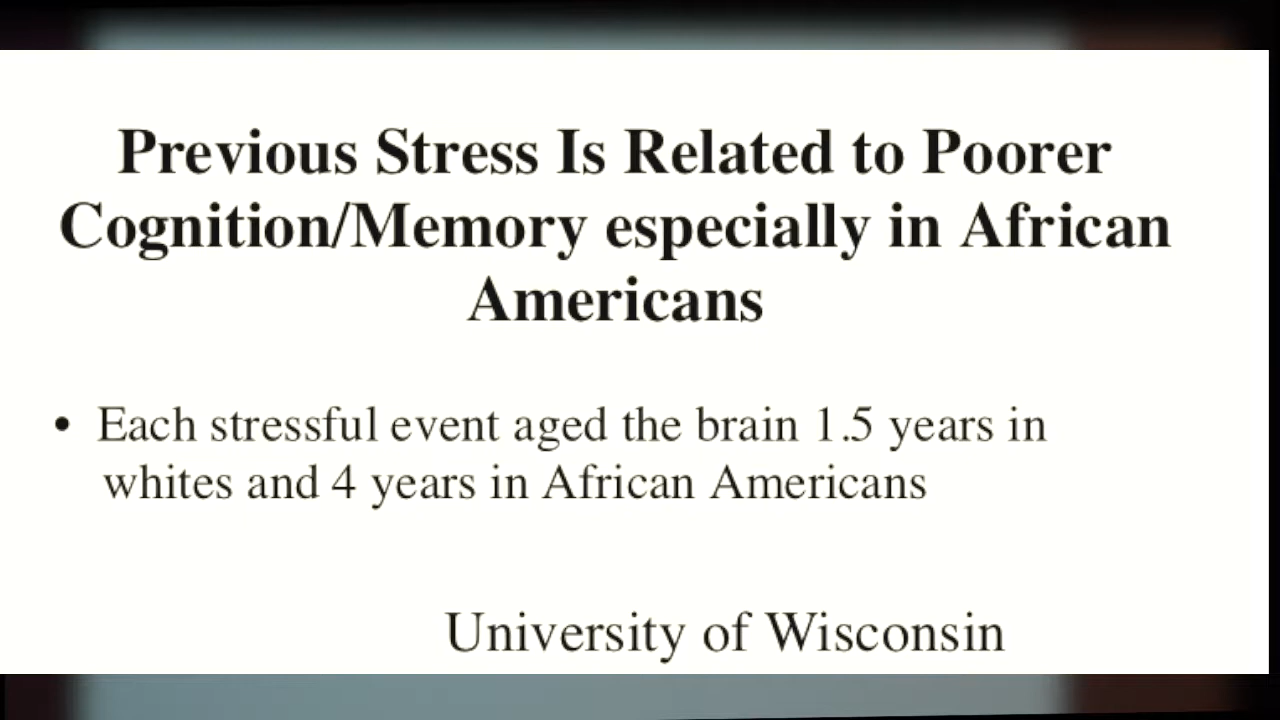 Previous Stress Is Related to Poorer
Cognition/Memory especially in African
Americans
• Each stressful event aged the brain 1.5 years in
whites and 4 years in African Americans
University of Wisconsin